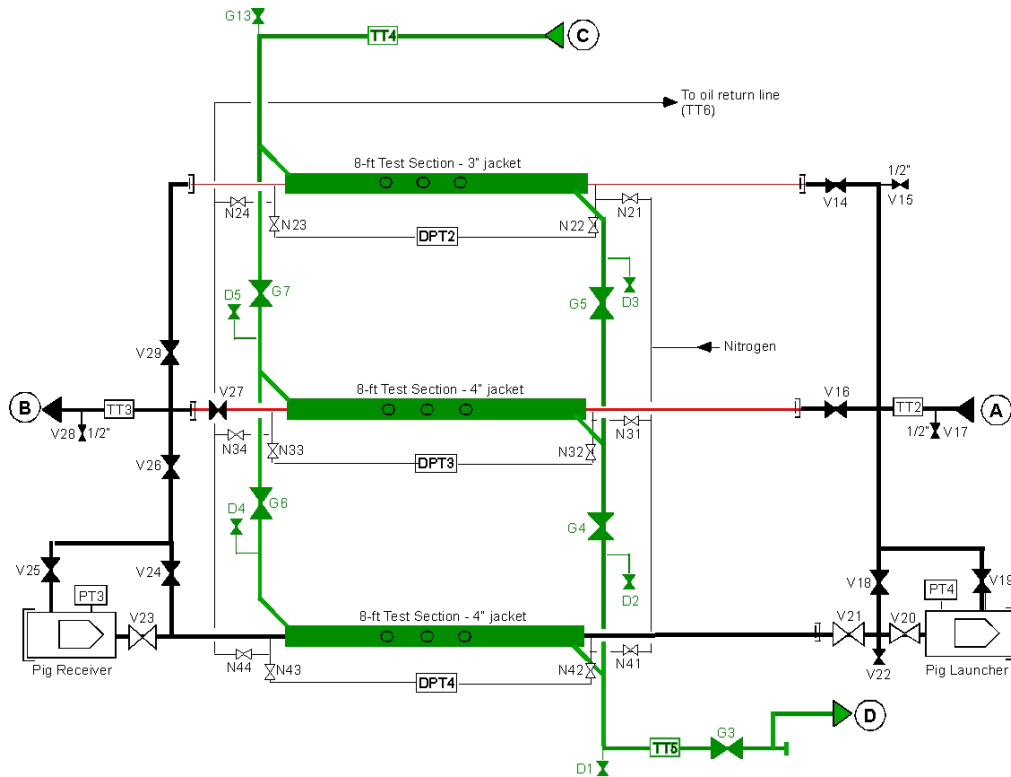 G13
TT4
C
To oil return line
(TT6)
8-ft Test Section - 3" jacket
1/2"
V14
V15
N24
N23
DPT2
N22
N21
D5
G7
G5
D3
V29
Nitrogen
8-ft Test Section - 4" jacket
V27
V16
B
TT3
TT2
A
V28
1/2"
1/2"
V17
N34
N33
DPT3
N32
N31
V26
D4
G6
G4
V25
V24
V18
V19
D2
PT3
V23
8-ft Test Section - 4" jacket
V21
V20
PT4
Pig Receiver
N44
N43
DPT4
N42
N41
V22
Pig Launcher
D
G3
TT5
D1